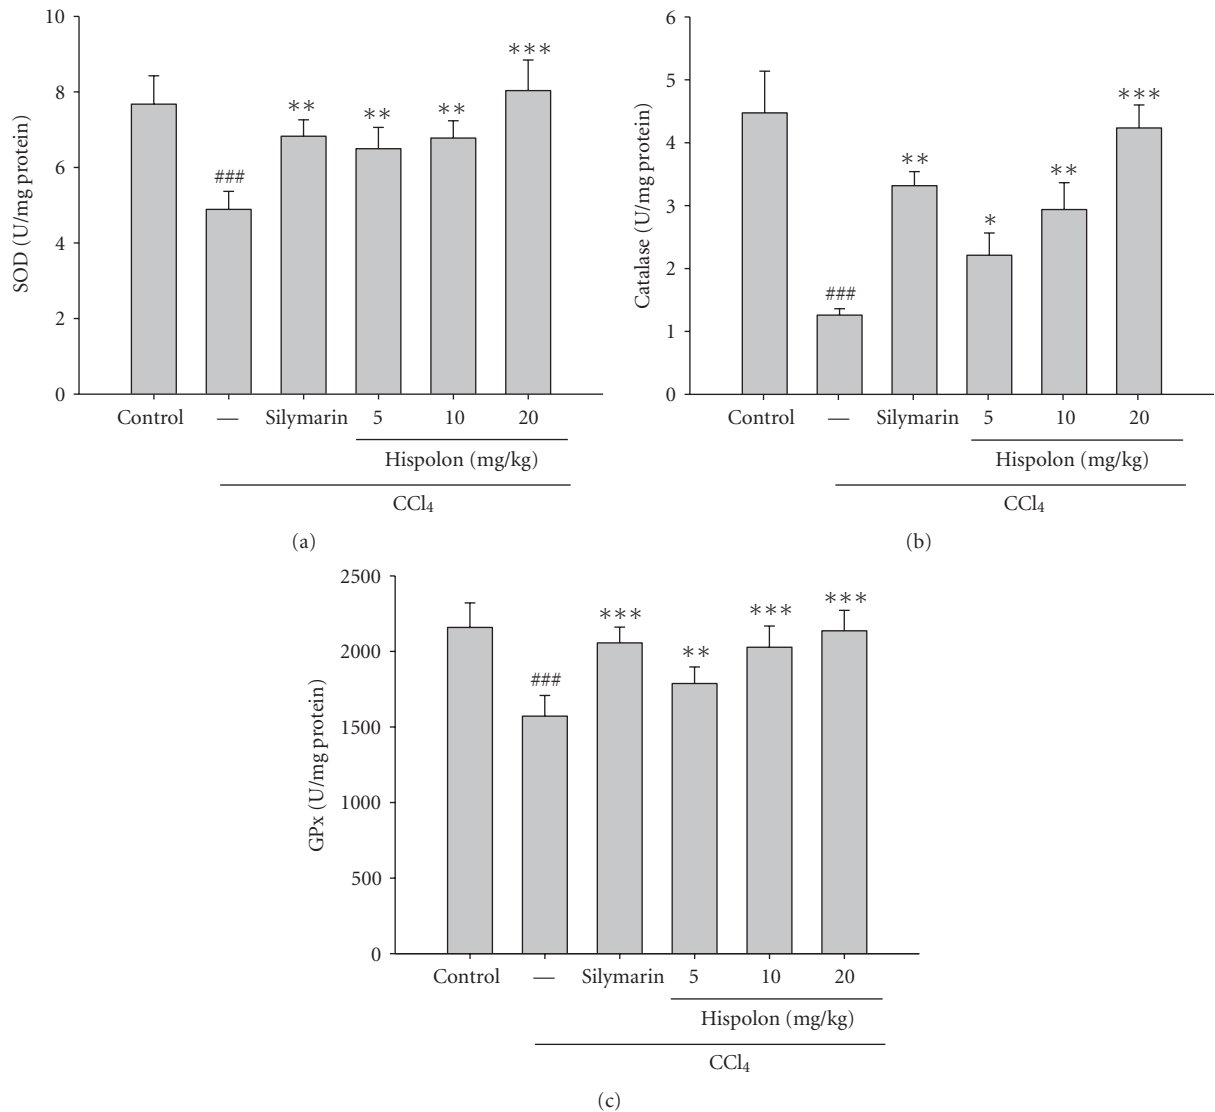 10
8
6
4
2
0
SOD (U/mg protein)
###
**
**
**
***
Control — Silymarin 5 10 20
Hispolon (mg/kg)
CCl4
(a)
6
5
4
3
2
1
0
Catalase (U/mg protein)
###
**
*
**
***
Control — Silymarin 5 10 20
Hispolon (mg/kg)
CCl4
(b)
2500
2000
1500
1000
500
0
GPx (U/mg protein)
###
***
**
***
***
Control — Silymarin 5 10 20
Hispolon (mg/kg)
CCl4
(c)